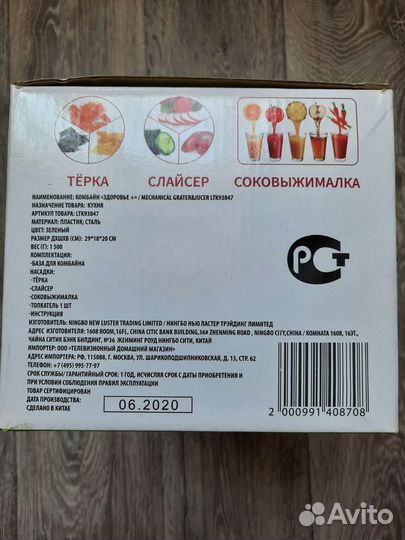 ТЁРКА
СЛАЙСЕР
СОКОВЫЖИМАЛКА
НАИМЕНОВАНИЕ: КОМБАЙН «ЗДОРОВЬЕ +» / MECHANICAL GRATER&JUCER LTK93847
НАЗНАЧЕНИЕ ТОВАРА: КУХНЯ
АРТИКУЛ ТОВАРА: LTK93847
МАТЕРИАЛ: ПЛАСТИК; СТАЛЬ
ЦВЕТ: ЗЕЛЕНЫЙ
РАЗМЕР ДХШХВ (СМ): 29*18*20 СМ
ВЕС (Г): 1 500
КОМПЛЕКТАЦИЯ:
-БАЗА ДЛЯ КОМБАЙНА
НАСАДКИ:
-ТЁРКА
-СЛАЙСЕР
-СОКОВЫЖИМАЛКА
-ТОЛКАТЕЛЬ 1 ШТ
-ИНСТРУКЦИЯ
ИЗГОТОВИТЕЛЬ: NINGBO NEW LUSTER TRADING LIMITED / НИНГБО НЬЮ ЛАСТЕР ТРЭЙДИНГ ЛИМИТЕД
АДРЕС ИЗГОТОВИТЕЛЯ: 1608 ROOM, 16FL, CHINA CITIC BANK BUILDING,36# ZHENMING ROAD , NINGBO CITY,CHINA / КОМНАТА 1608, 16ЭТ.,
ЧАЙНА СИТИК БЭНК БИЛДИНГ, №36 ЖЕНМИНГ РОУД НИНГБО СИТИ, КИТАЙ
ИМПОРТЕР: ООО «ТЕЛЕВИЗИОННЫЙ ДОМАШНИЙ МАГАЗИН»
АДРЕС ИМПОРТЕРА: РФ, 115088, Г. МОСКВА, УЛ. ШАРИКОПОДШИПНИКОВСКАЯ, Д. 13, СТР. 62
ТЕЛЕФОН: +7 (495) 995-77-97
СРОК СЛУЖБЫ/ ГАРАНТИЙНЫЙ СРОК: 1 ГОД, ИСЧИСЛЯЯ СРОК С ДАТЫ ПРИОБРЕТЕНИЯ И
ПРИ УСЛОВИИ СОБЛЮДЕНИЯ ПРАВИЛ ЭКСПЛУАТАЦИИ
ТОВАР СЕРТИФИЦИРОВАН
ДАТА ПРОИЗВОДСТВА:
СДЕЛАНО В КИТАЕ
06.2020
РСТ
2 000991 408708
Avito